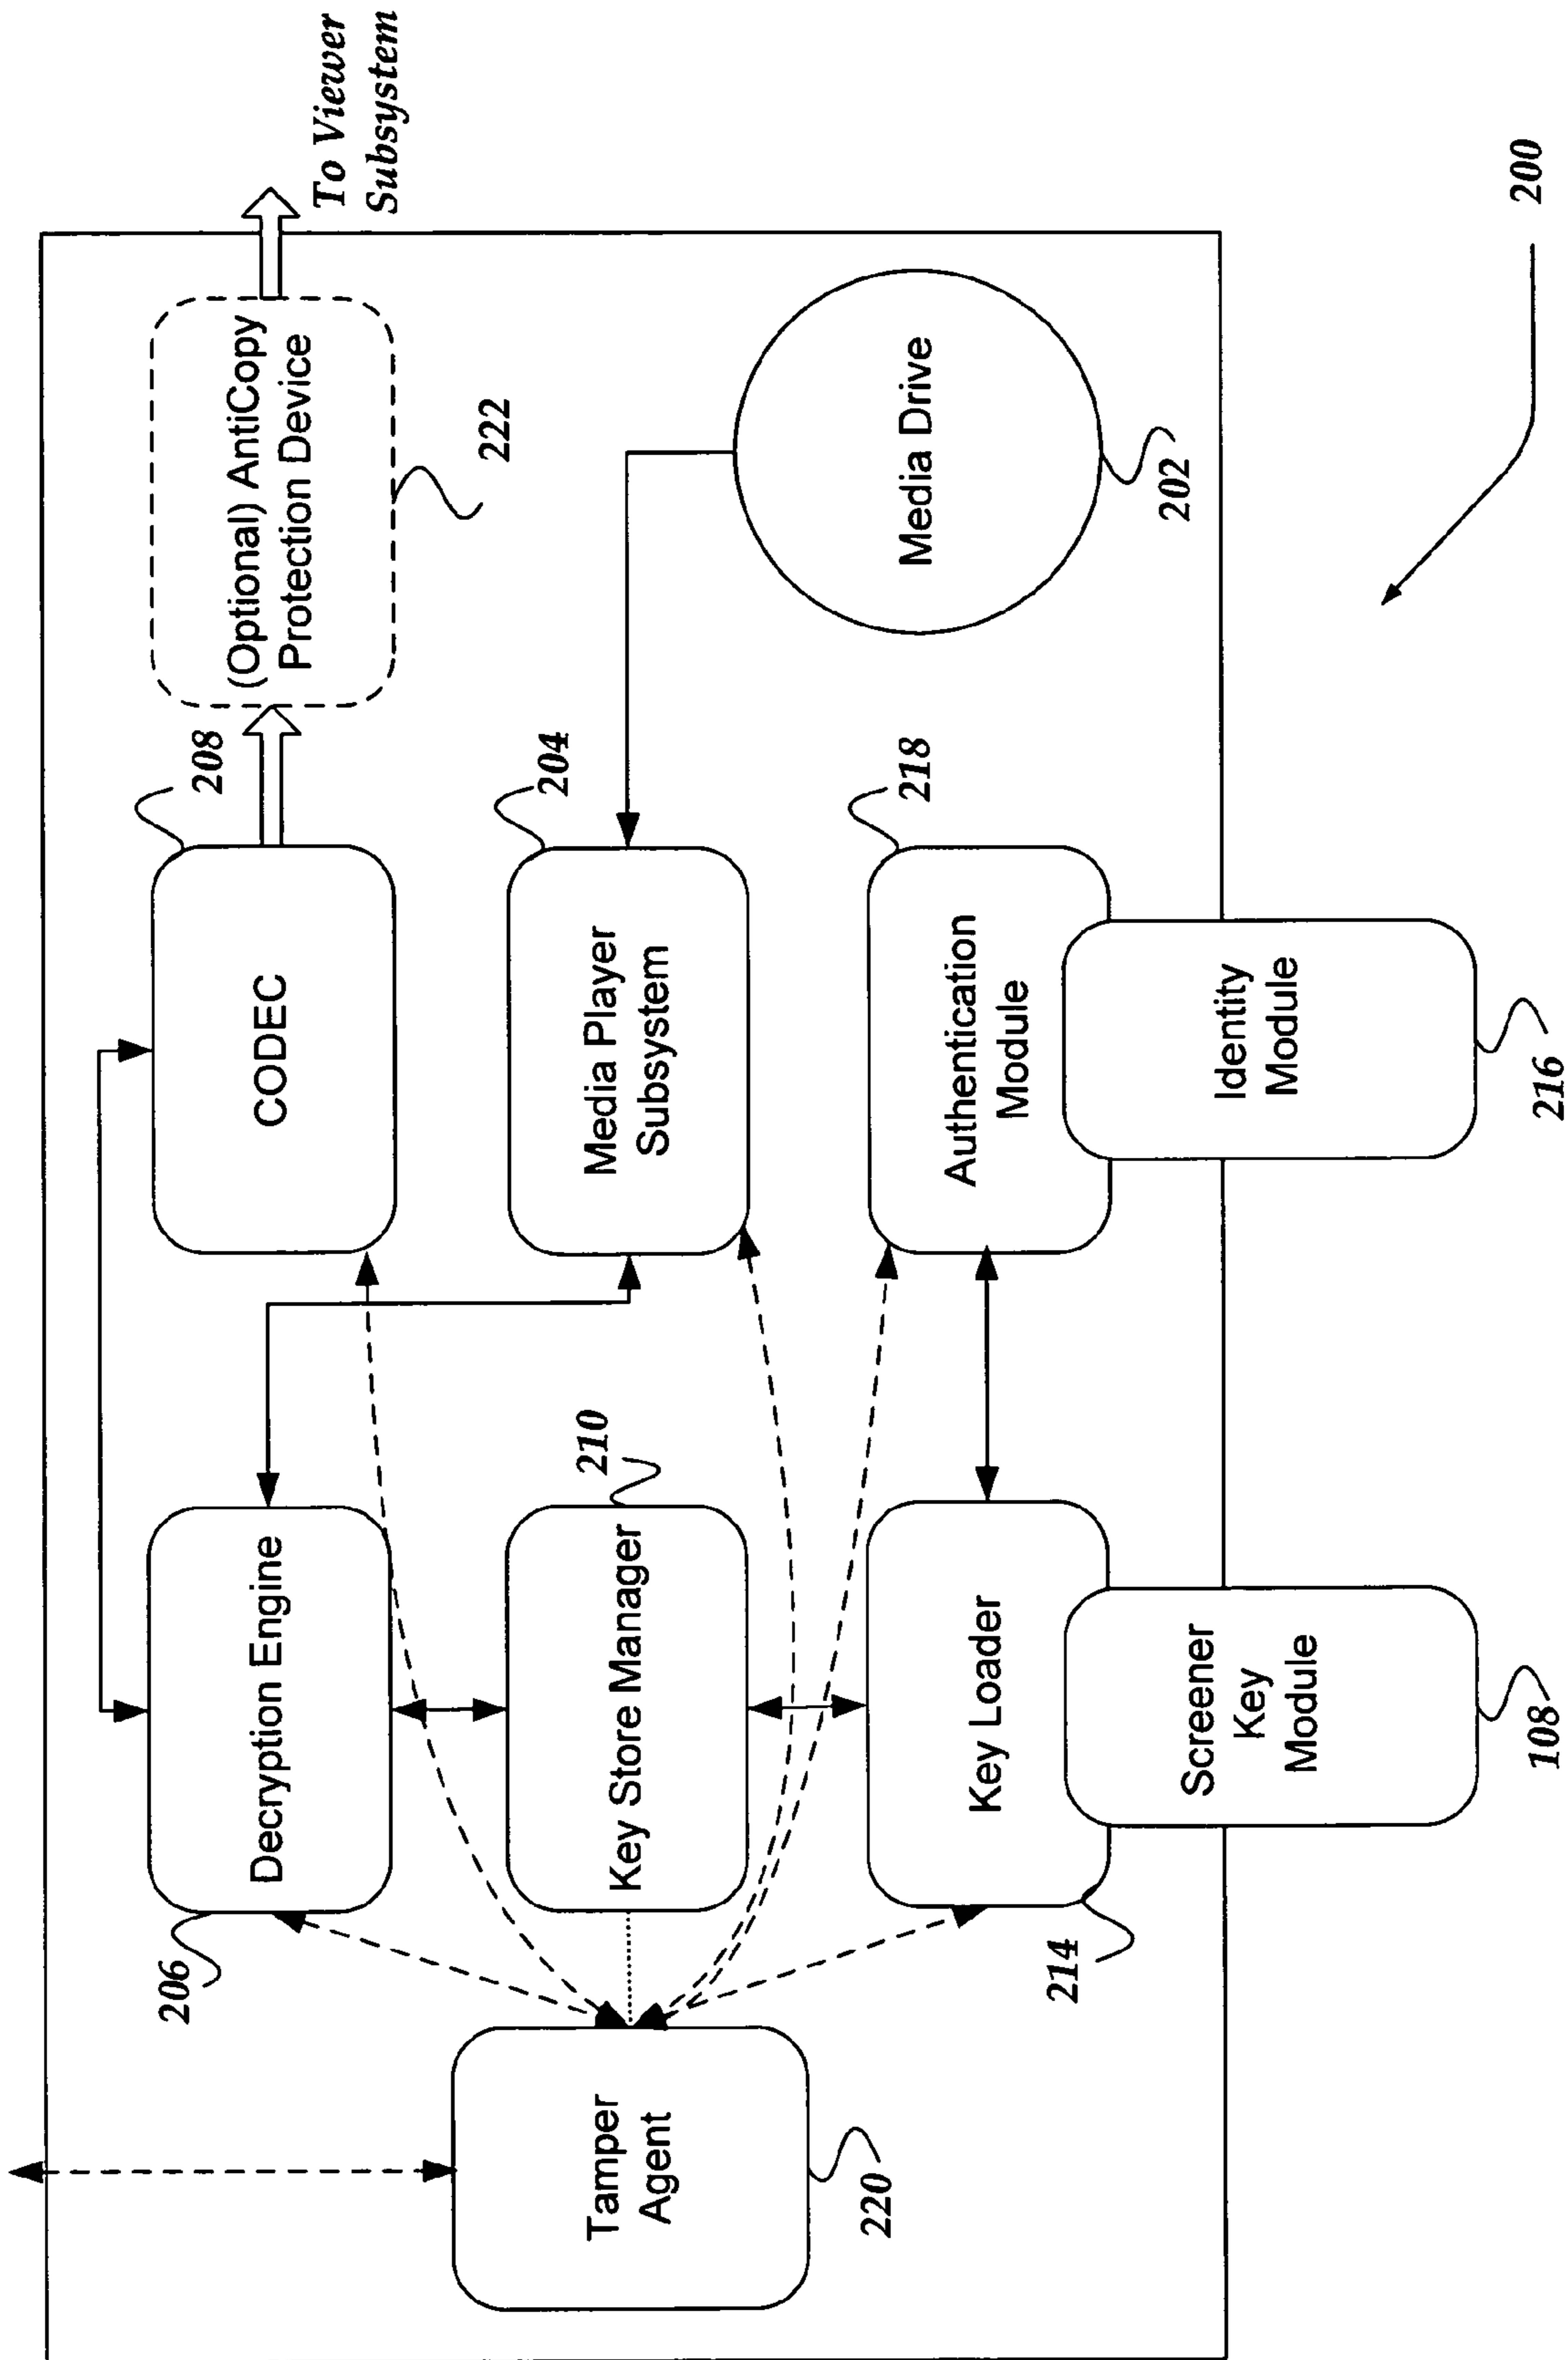 To Viewer
Subsystem
(Optional) AntiCopy
Protection Device
222
208
CODEC
Decryption Engine
206
204
Media Player
Subsystem
Media Drive
202
210
Key Store Manager
Tamper
Agent
220
218
Authentication
Module
Identity
Module
216
Key Loader
214
Screener
Key
Module
108
200